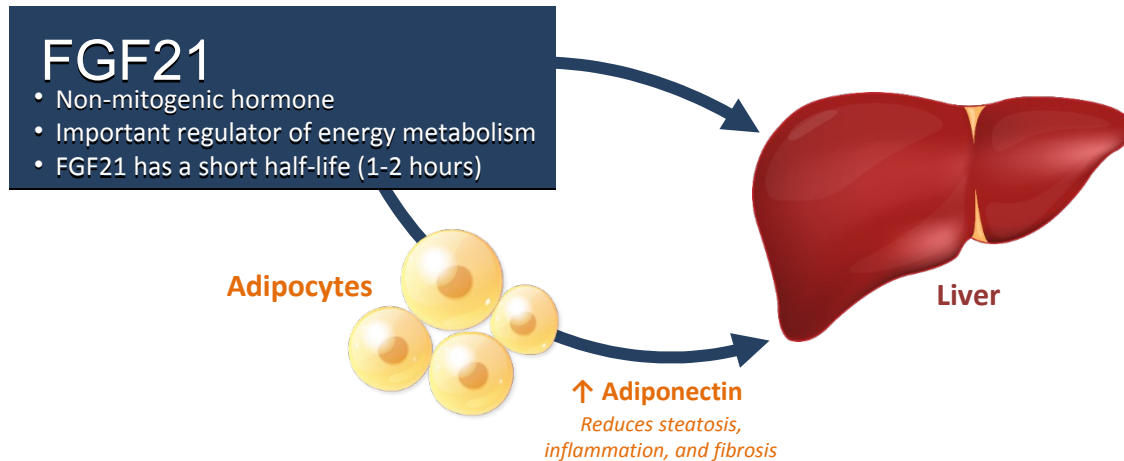 FGF21
• Non-mitogenic hormone
• Important regulator of energy metabolism
• FGF21 has a short half-life (1-2 hours)
Adipocytes
Liver
↑ Adiponectin
Reduces steatosis,
inflammation, and fibrosis